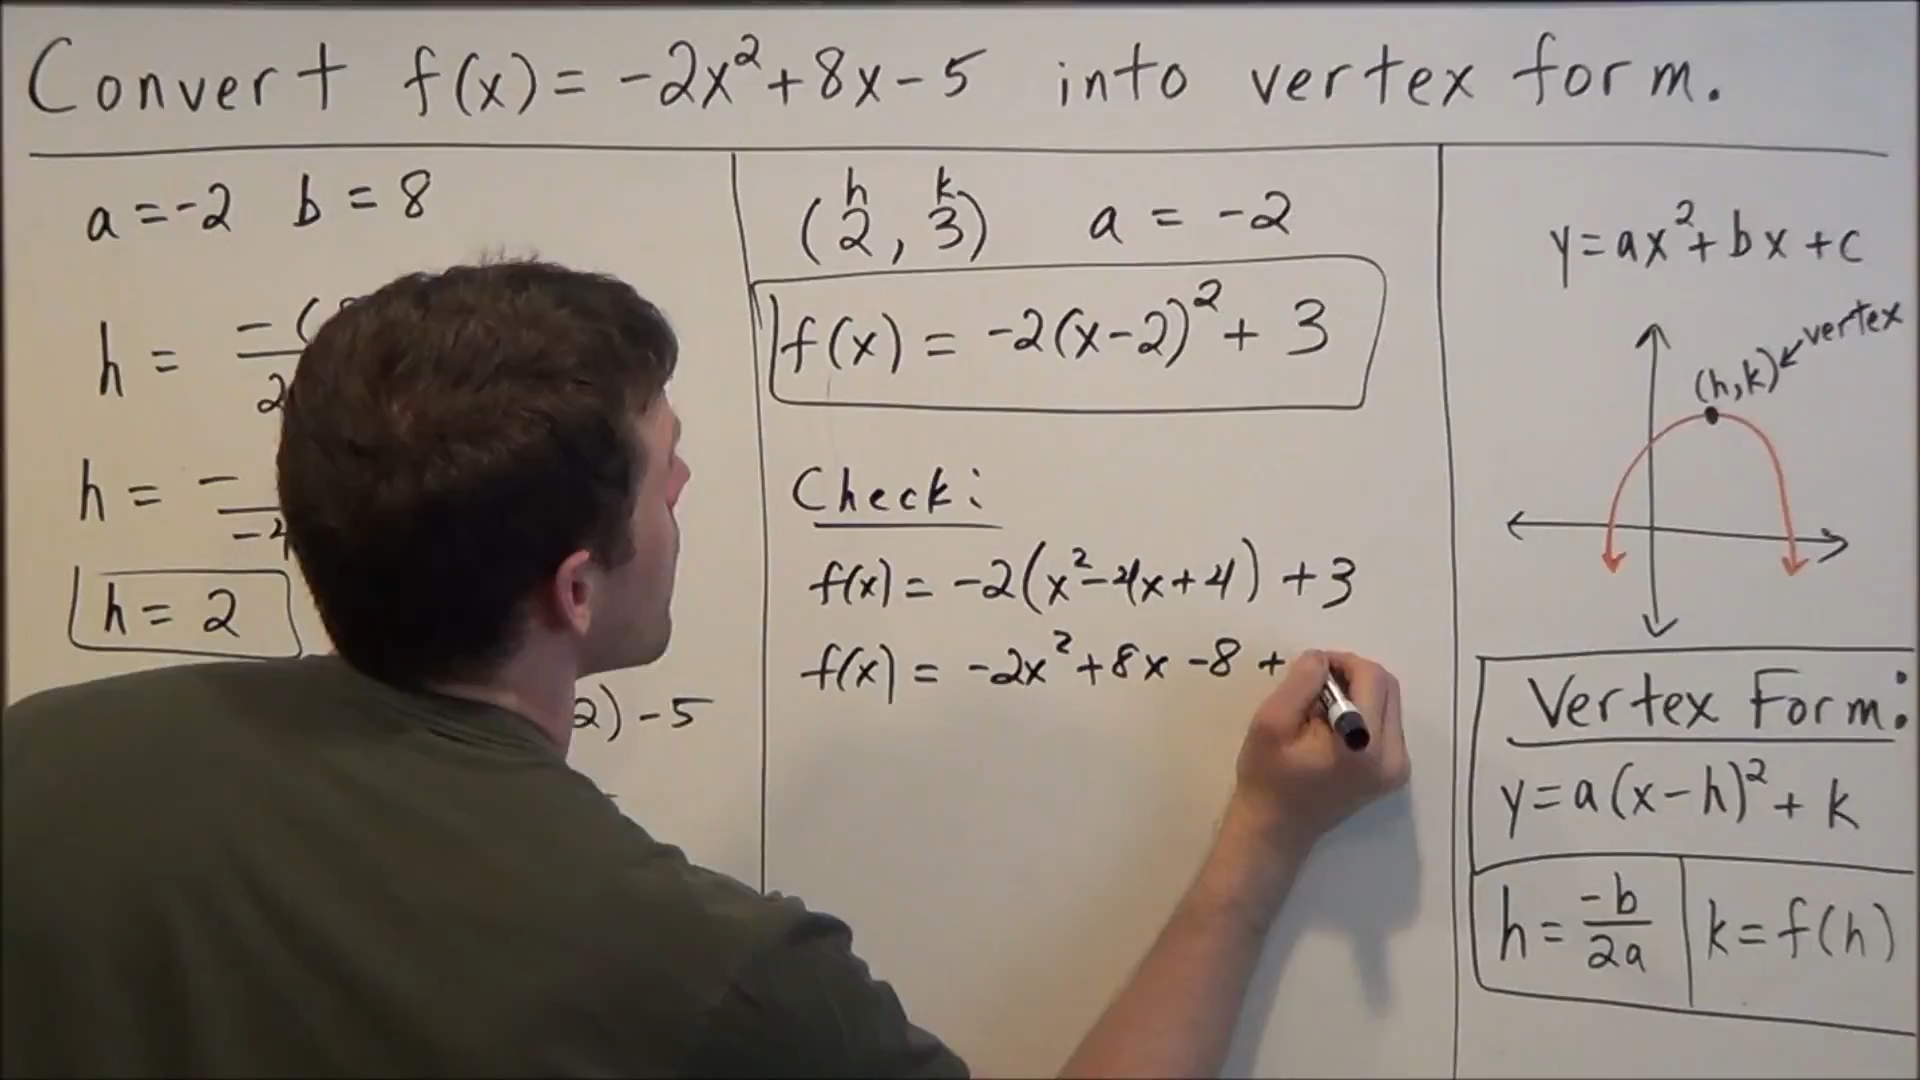 Convert f(x) = -2x² + 8x - 5 into vertex form.
a = -2 b = 8
h =
h =
h = 2
2) - 5
h k
(2, 3) a = -2
f(x) = -2(x-2)² + 3
Check:
f(x) = -2(x²-4x+4) + 3
f(x) = -2x² + 8x - 8 +
y = ax² + bx + c
(h,k) vertex
Vertex Form:
y = a(x-h)² + k
h = -b/2a
k = f(h)